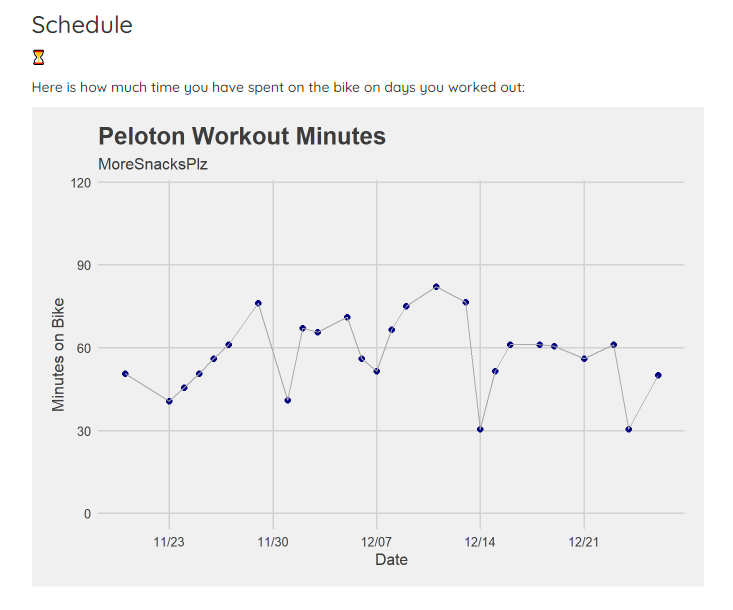 Schedule
Here is how much time you have spent on the bike on days you worked out:
Peloton Workout Minutes
MoreSnacksPlz
120
90
60
30
0
Minutes on Bike
11/23 11/30 12/07 12/14 12/21
Date